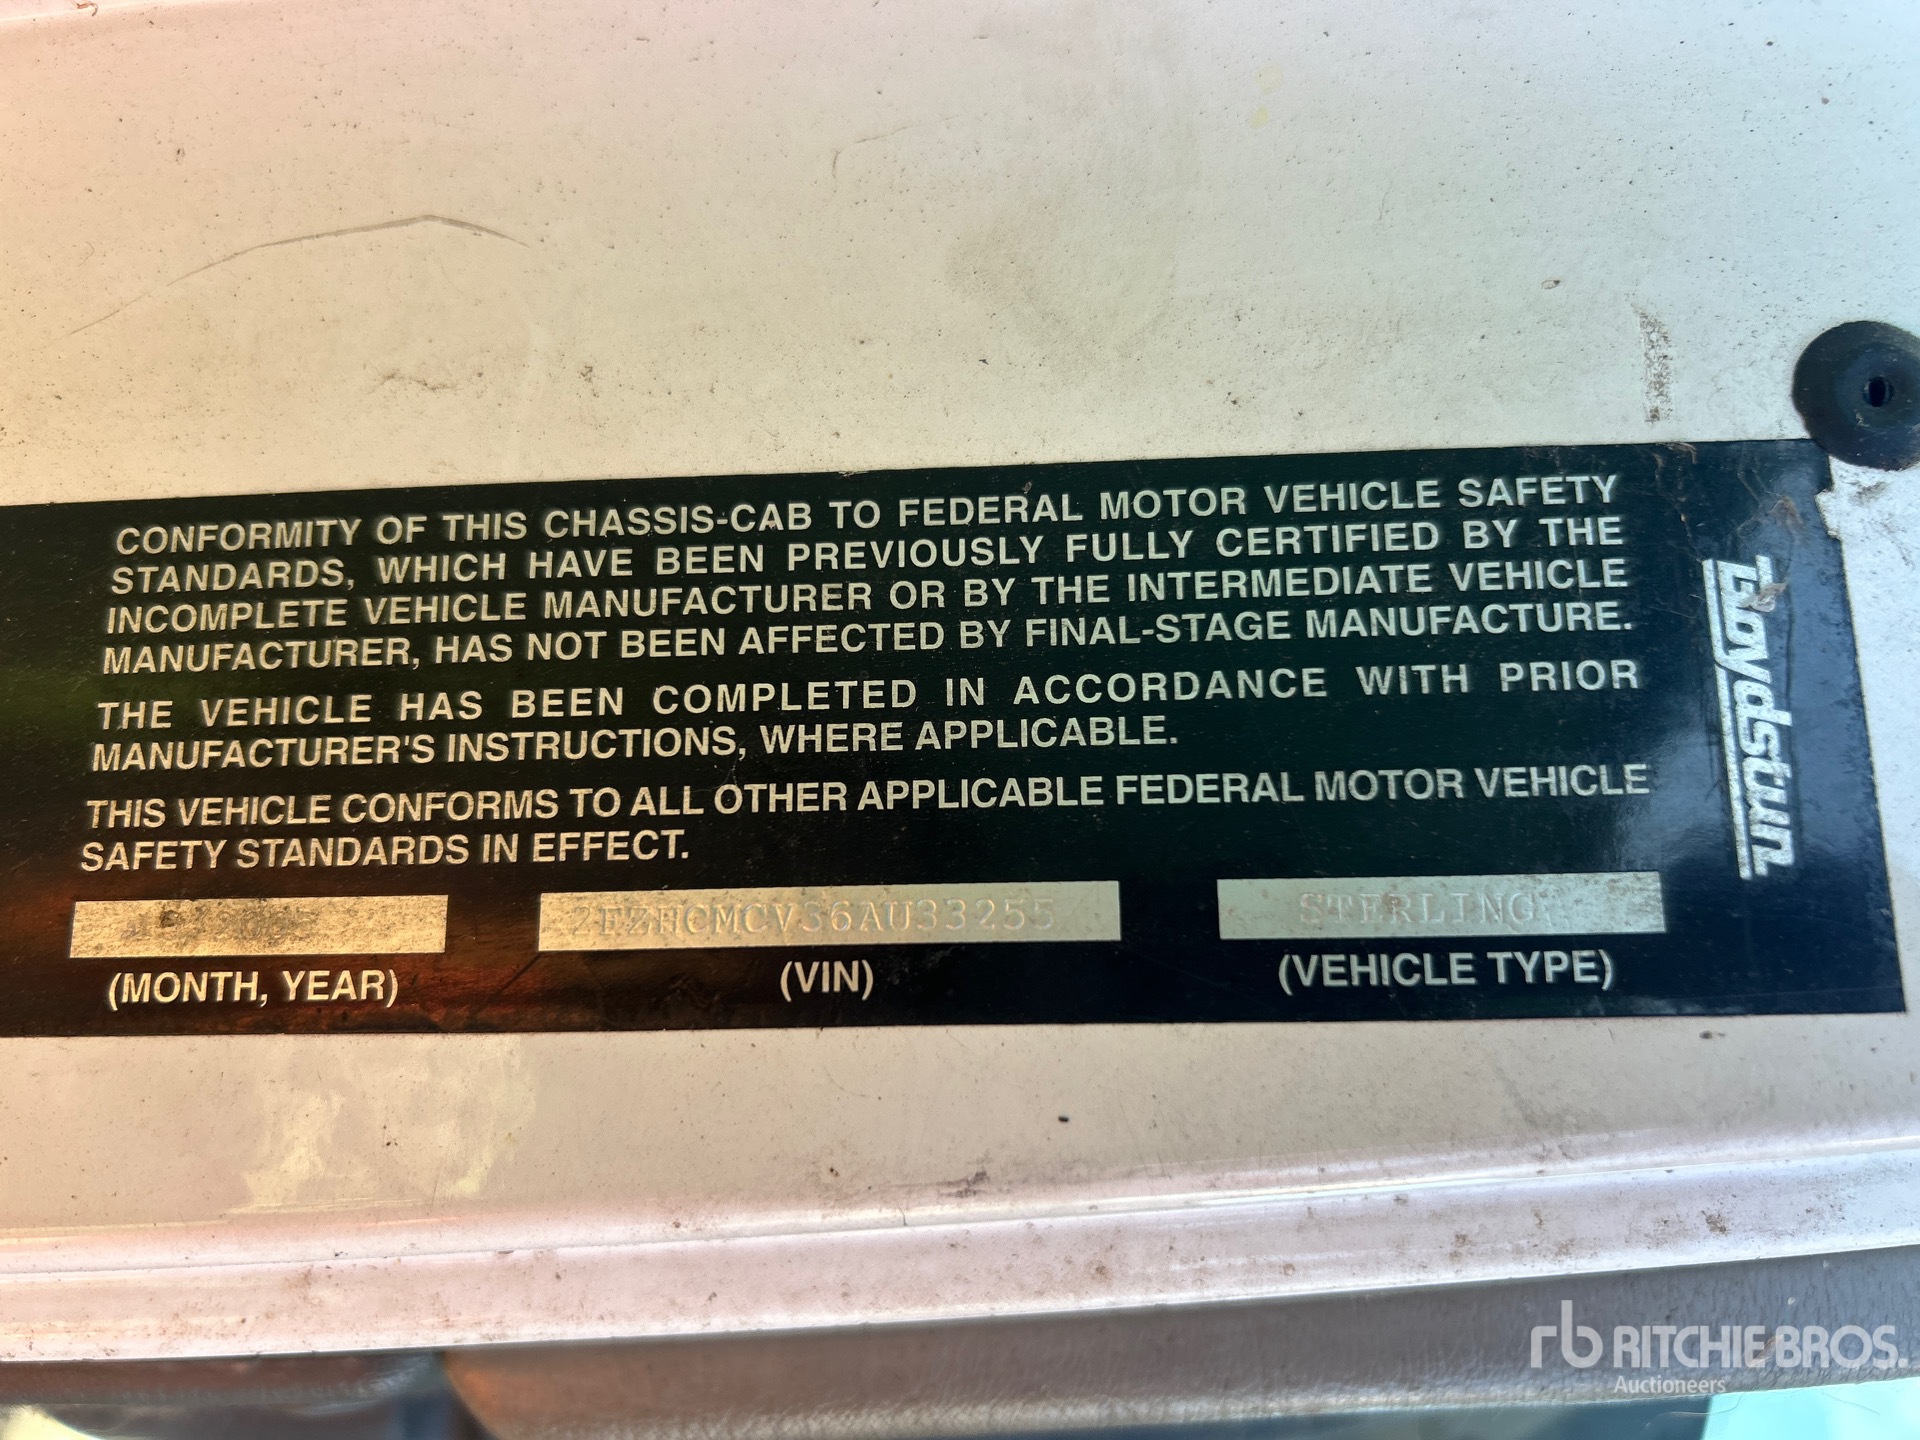 CONFORMITY OF THIS CHASSIS-CAB TO FEDERAL MOTOR VEHICLE SAFETY
STANDARDS, WHICH HAVE BEEN PREVIOUSLY FULLY CERTIFIED BY THE
INCOMPLETE VEHICLE MANUFACTURER OR BY THE INTERMEDIATE VEHICLE
MANUFACTURER, HAS NOT BEEN AFFECTED BY FINAL-STAGE MANUFACTURE.
THE VEHICLE HAS BEEN COMPLETED IN ACCORDANCE WITH PRIOR
MANUFACTURER'S INSTRUCTIONS, WHERE APPLICABLE.
THIS VEHICLE CONFORMS TO ALL OTHER APPLICABLE FEDERAL MOTOR VEHICLE
SAFETY STANDARDS IN EFFECT.
2FZHCMCV36AU33255 STERLING
(MONTH, YEAR) (VIN) (VEHICLE TYPE)
Boydstun
rb RITCHIE BROS.
Auctioneers